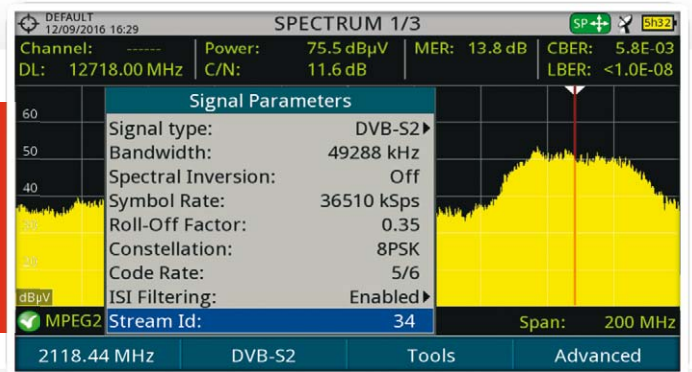 DEFAULT
12/09/2016 16:29
SPECTRUM 1/3
SP
5h32
Channel: ------
Power: 75.5 dBµV
MER: 13.8 dB
CBER: 5.8E-03
DL: 12718.00 MHz
C/N: 11.6 dB
LBER: <1.0E-08
Signal Parameters
60
Signal type: DVB-S2
50
Bandwidth: 49288 kHz
Spectral Inversion: Off
40
Symbol Rate: 36510 kSps
Roll-Off Factor: 0.35
Constellation: 8PSK
Code Rate: 5/6
dBµV
ISI Filtering: Enabled
MPEG2
Stream Id: 34
Span: 200 MHz
2118.44 MHz
DVB-S2
Tools
Advanced